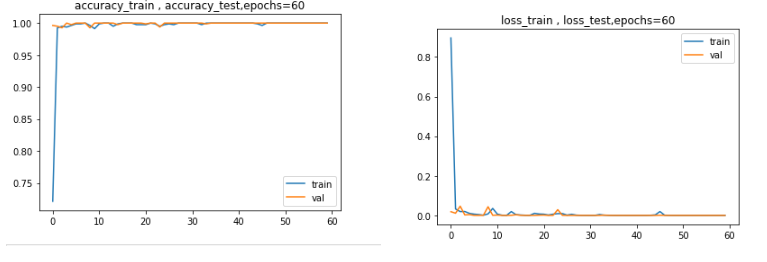 accuracy_train , accuracy_test,epochs=60
1.00
0.95
0.90
0.85
0.80
0.75
train
val
0 10 20 30 40 50 60
loss_train , loss_test,epochs=60
0.8
0.6
0.4
0.2
0.0
train
val
0 10 20 30 40 50 60